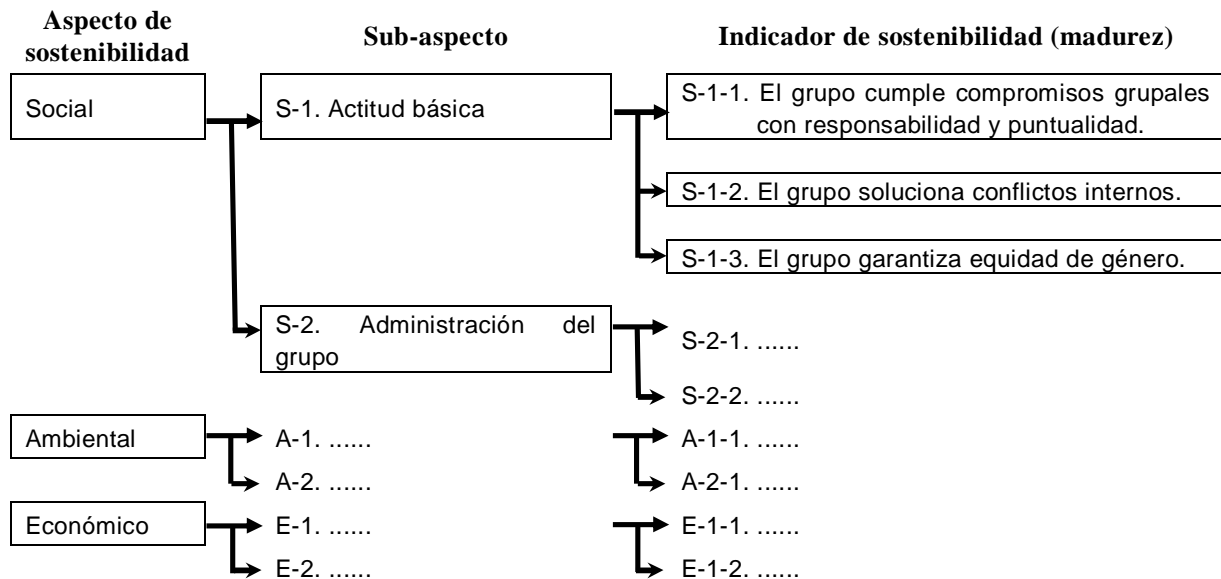 Aspecto de
sostenibilidad
Sub-aspecto
Indicador de sostenibilidad (madurez)
Social
S-1. Actitud básica
S-1-1. El grupo cumple compromisos grupales
con responsabilidad y puntualidad.
S-1-2. El grupo soluciona conflictos internos.
S-1-3. El grupo garantiza equidad de género.
S-2. Administración del
grupo
S-2-1. ......
S-2-2. ......
Ambiental
A-1. ......
A-1-1. ......
A-2. ......
A-2-1. ......
Económico
E-1. ......
E-1-1. ......
E-2. ......
E-1-2. ......